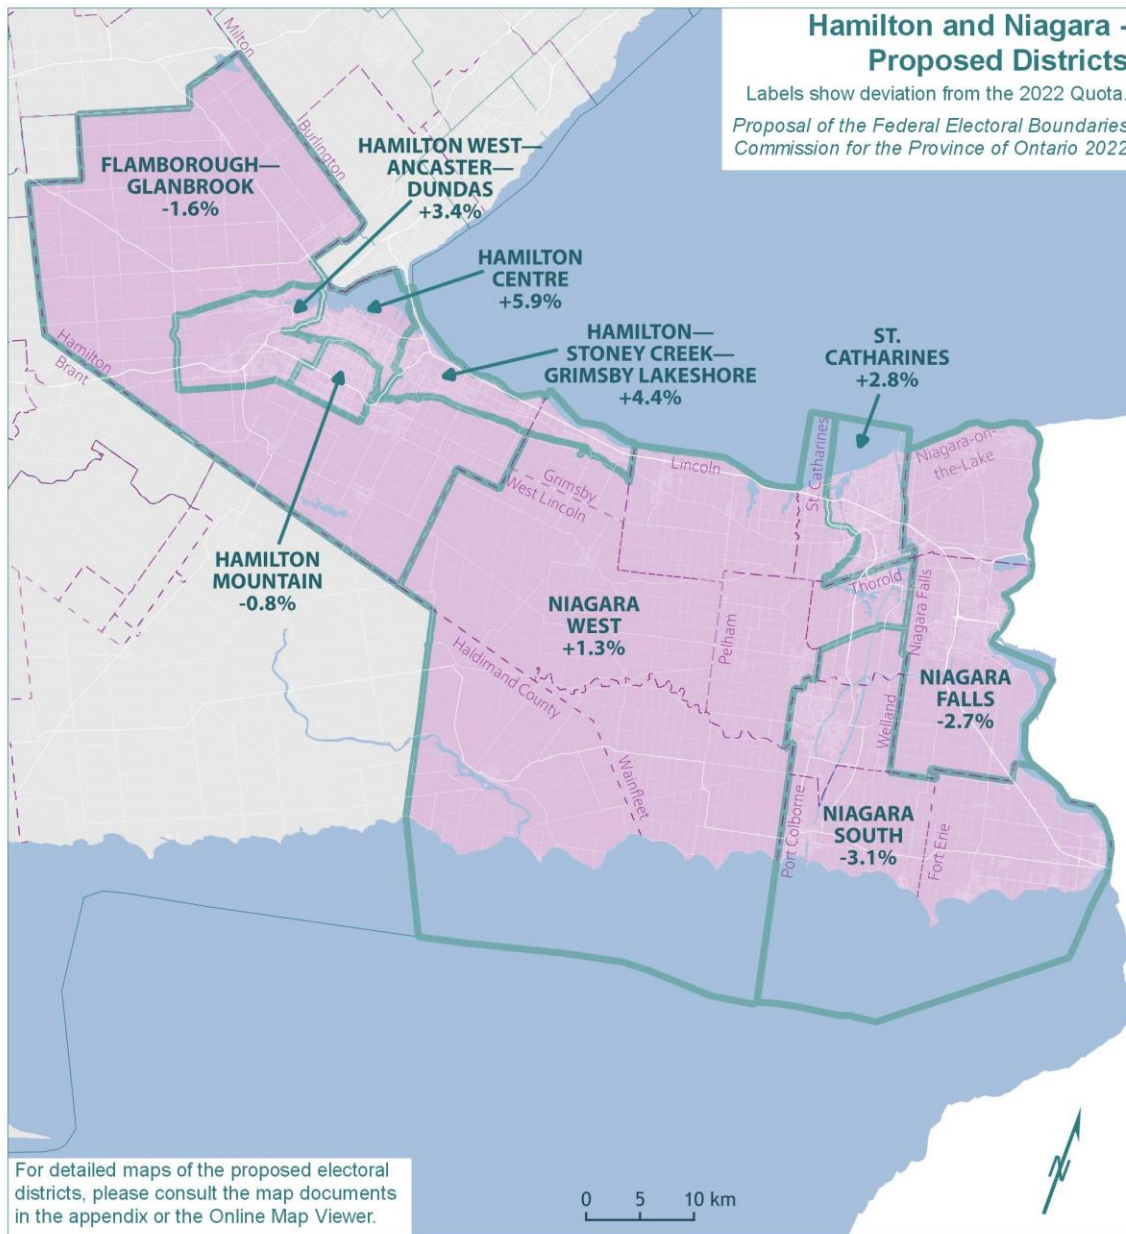 Hamilton and Niagara -
Proposed Districts
Labels show deviation from the 2022 Quota.
Proposal of the Federal Electoral Boundaries
Commission for the Province of Ontario 2022
Milton
Burlington
FLAMBOROUGH—
GLANBROOK
-1.6%
HAMILTON WEST—
ANCASTER—
DUNDAS
+3.4%
HAMILTON
CENTRE
+5.9%
HAMILTON—
STONEY CREEK—
GRIMSBY LAKESHORE
+4.4%
ST.
CATHARINES
+2.8%
Hamilton
Brant
St. Catharines
Niagara-on-
the-Lake
Lincoln
Grimsby
West Lincoln
HAMILTON
MOUNTAIN
-0.8%
Thorold
Niagara Falls
NIAGARA
WEST
+1.3%
Pelham
Haldimand County
Welland
NIAGARA
FALLS
-2.7%
Wainfleet
Port Colborne
NIAGARA
SOUTH
-3.1%
Fort Erie
For detailed maps of the proposed electoral
districts, please consult the map documents
in the appendix or the Online Map Viewer.
0 5 10 km
N